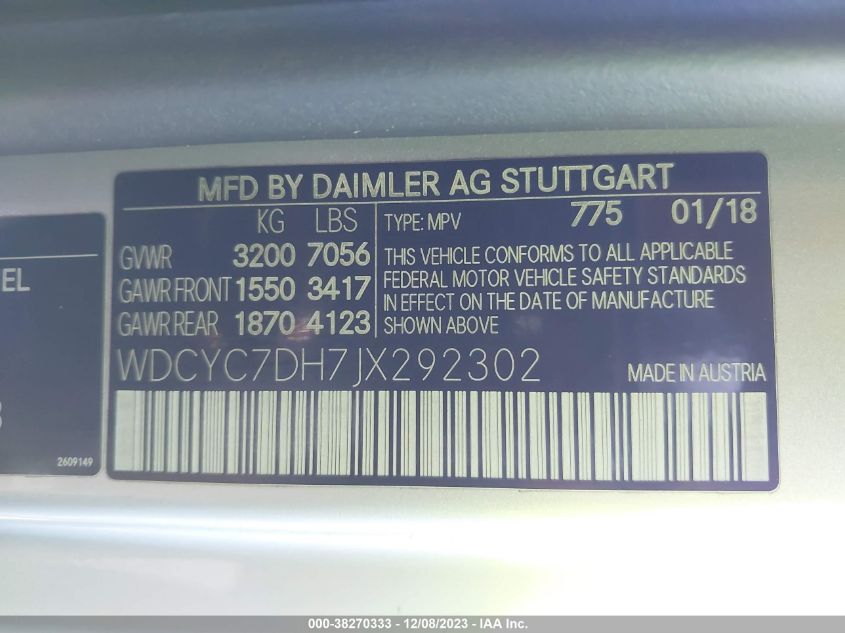 MFD BY DAIMLER AG STUTTGART
KG LBS
GVWR 3200 7056
GAWR FRONT 1550 3417
GAWR REAR 1870 4123
TYPE: MPV 775 01/18
THIS VEHICLE CONFORMS TO ALL APPLICABLE
FEDERAL MOTOR VEHICLE SAFETY STANDARDS
IN EFFECT ON THE DATE OF MANUFACTURE
SHOWN ABOVE
WDCYC7DH7JX292302
MADE IN AUSTRIA
EL
2609149
000-38270333 - 12/08/2023 - IAA Inc.